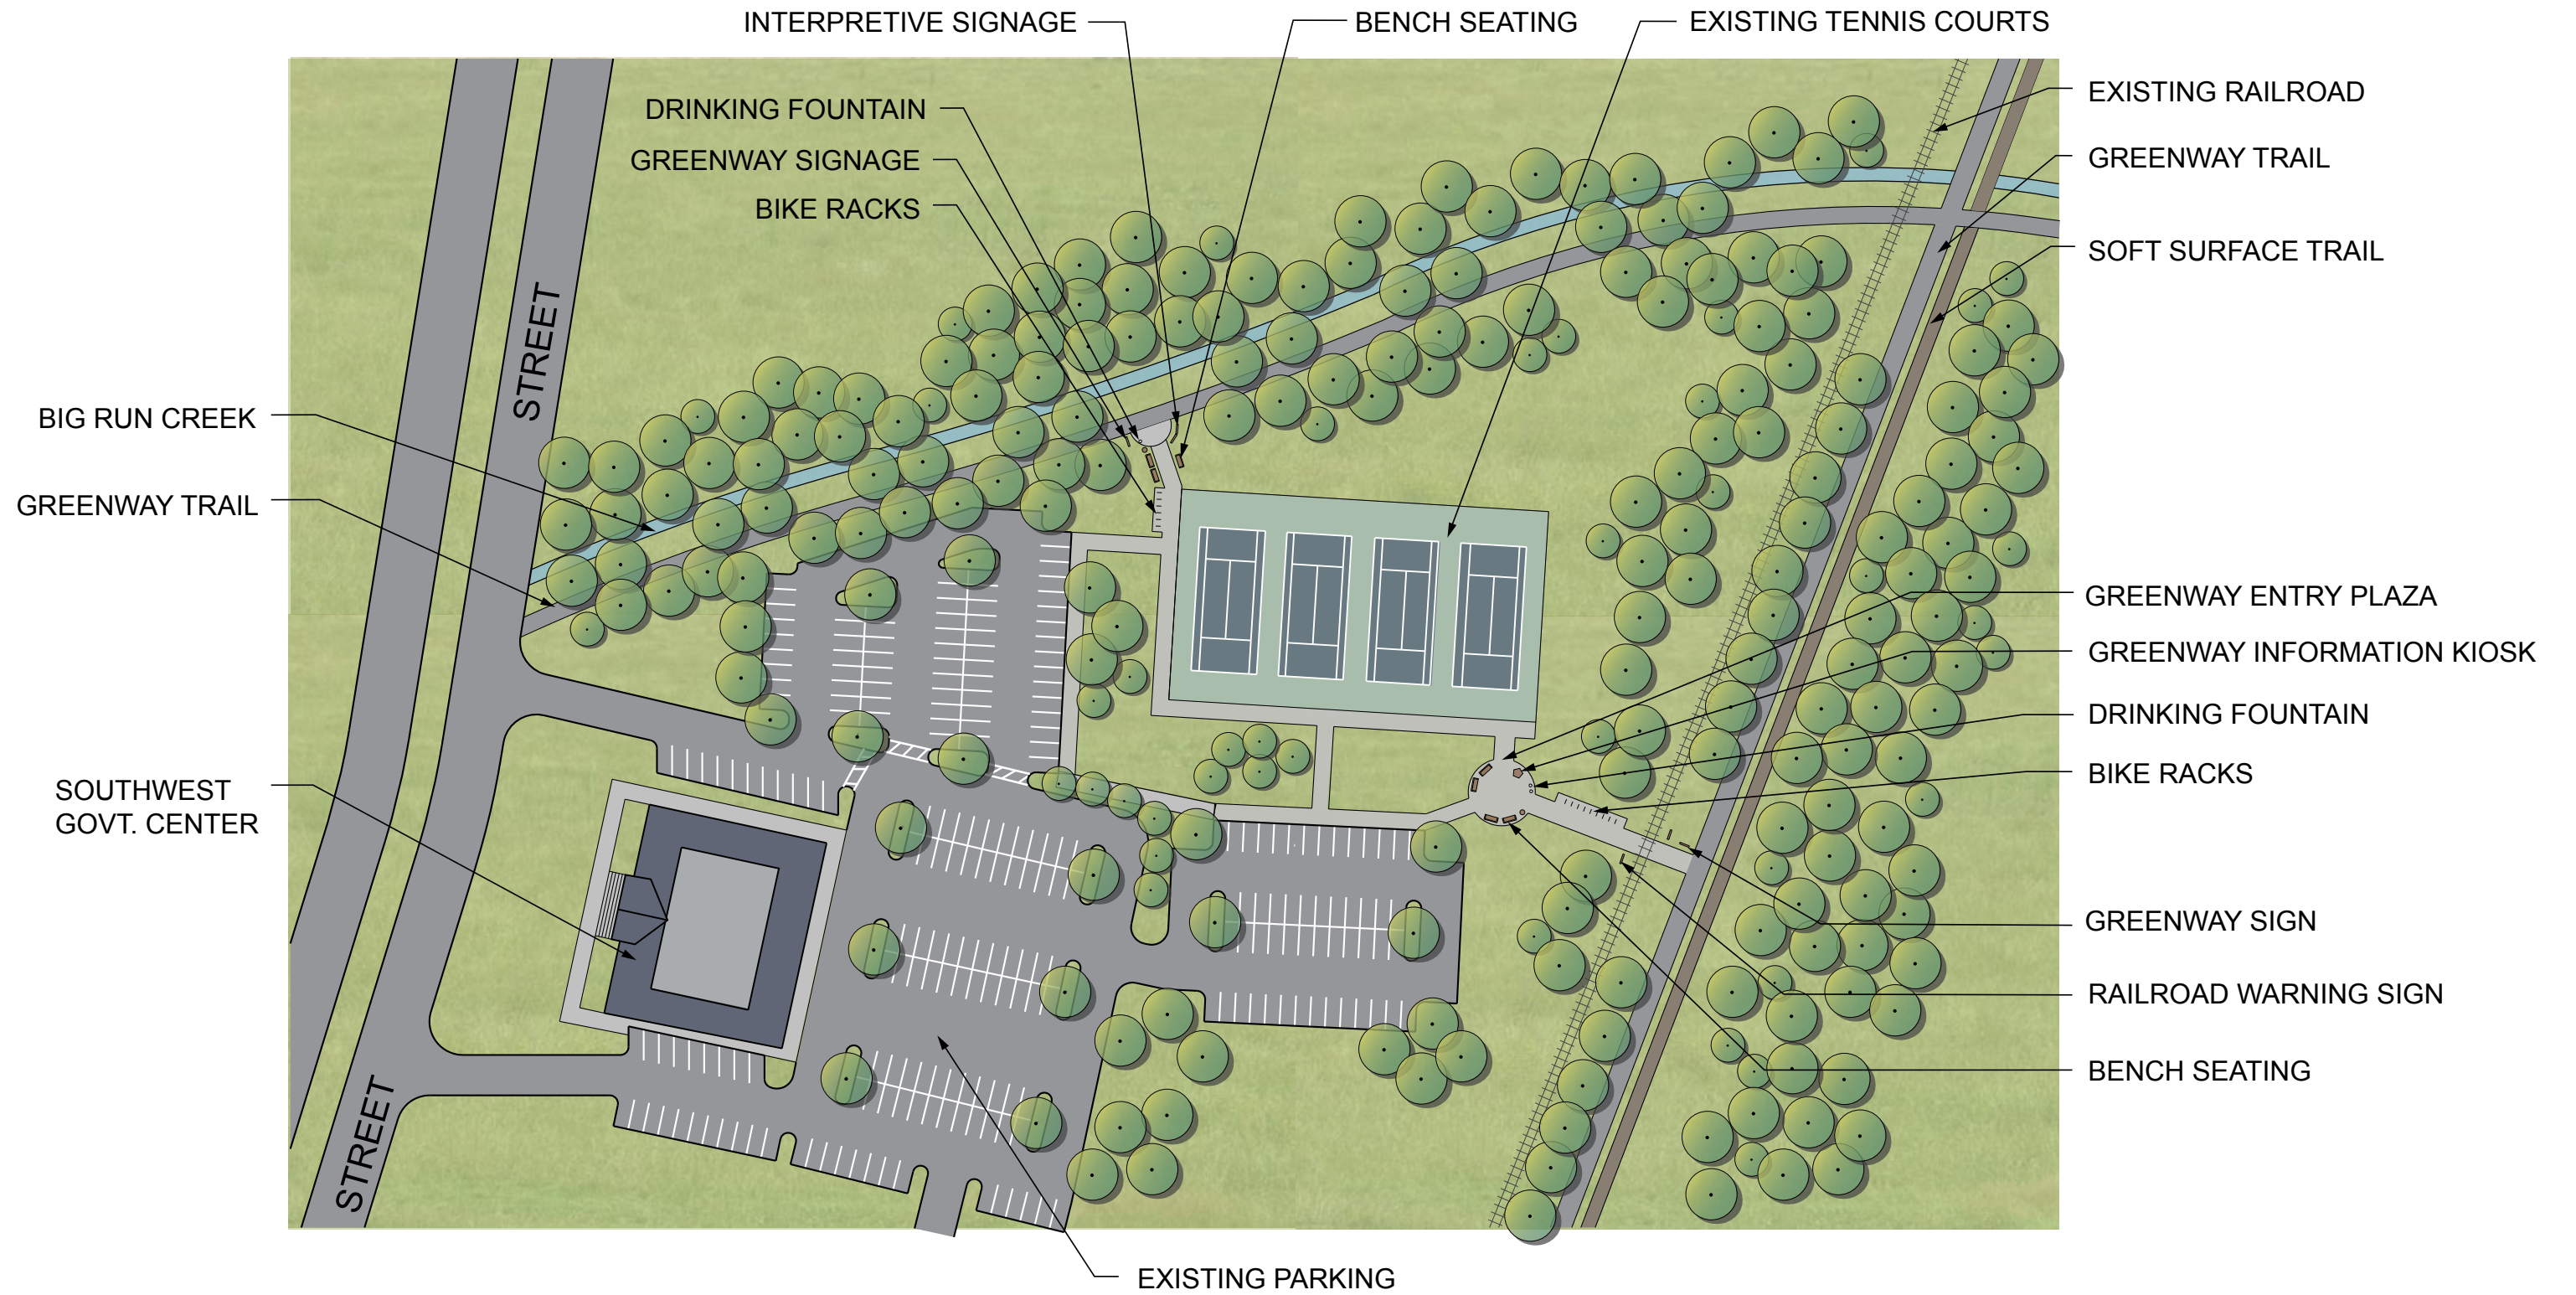 INTERPRETIVE SIGNAGE
BENCH SEATING
EXISTING TENNIS COURTS
DRINKING FOUNTAIN
GREENWAY SIGNAGE
BIKE RACKS
EXISTING RAILROAD
GREENWAY TRAIL
SOFT SURFACE TRAIL
STREET
BIG RUN CREEK
GREENWAY TRAIL
SOUTHWEST
GOVT. CENTER
GREENWAY ENTRY PLAZA
GREENWAY INFORMATION KIOSK
DRINKING FOUNTAIN
BIKE RACKS
GREENWAY SIGN
RAILROAD WARNING SIGN
BENCH SEATING
STREET
EXISTING PARKING